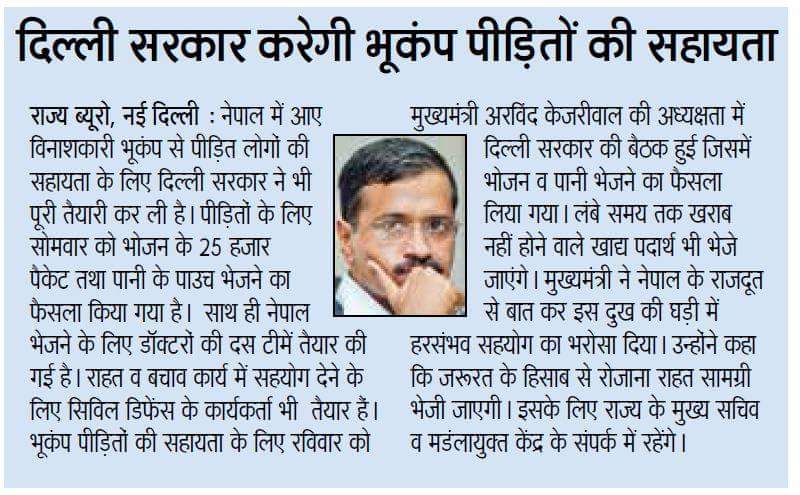 दिल्ली सरकार करेगी भूकंप पीड़ितों की सहायता
राज्य ब्यूरो, नई दिल्ली : नेपाल में आए
विनाशकारी भूकंप से पीड़ित लोगों की
सहायता के लिए दिल्ली सरकार ने भी
पूरी तैयारी कर ली है। पीड़ितों के लिए
सोमवार को भोजन के 25 हजार
पैकेट तथा पानी के पाउच भेजने का
फैसला किया गया है। साथ ही नेपाल
भेजने के लिए डॉक्टरों की दस टीमें तैयार की
गई है। राहत व बचाव कार्य में सहयोग देने के
लिए सिविल डिफेंस के कार्यकर्ता भी तैयार हैं।
भूकंप पीड़ितों की सहायता के लिए रविवार को
मुख्यमंत्री अरविंद केजरीवाल की अध्यक्षता में
दिल्ली सरकार की बैठक हुई जिसमें
भोजन व पानी भेजने का फैसला
लिया गया। लंबे समय तक खराब
नहीं होने वाले खाद्य पदार्थ भी भेजे
जाएंगे। मुख्यमंत्री ने नेपाल के राजदूत
से बात कर इस दुख की घड़ी में
हरसंभव सहयोग का भरोसा दिया। उन्होंने कहा
कि जरूरत के हिसाब से रोजाना राहत सामग्री
भेजी जाएगी। इसके लिए राज्य के मुख्य सचिव
व मडंलायुक्त केंद्र के संपर्क में रहेंगे।